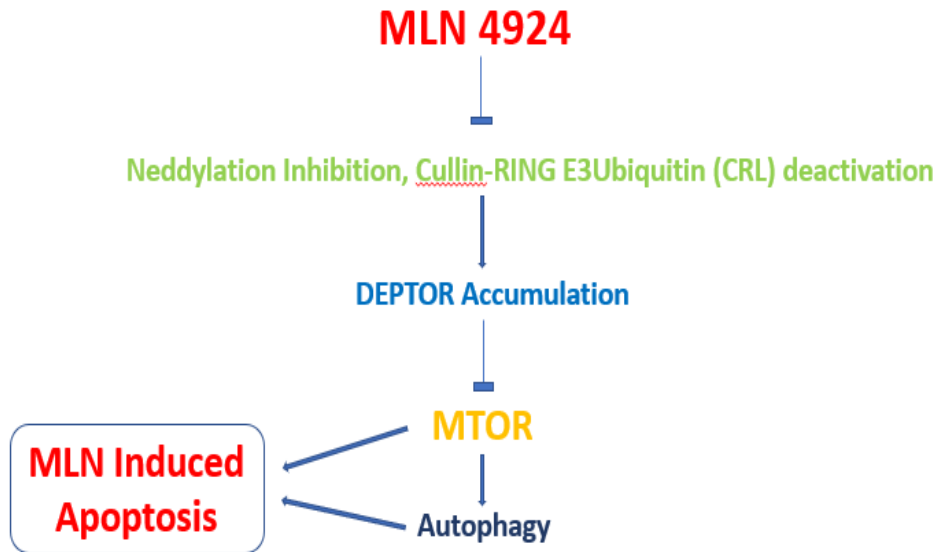 MLN 4924
Neddylation Inhibition, Cullin-RING E3Ubiquitin (CRL) deactivation
DEPTOR Accumulation
MTOR
MLN Induced
Apoptosis
Autophagy